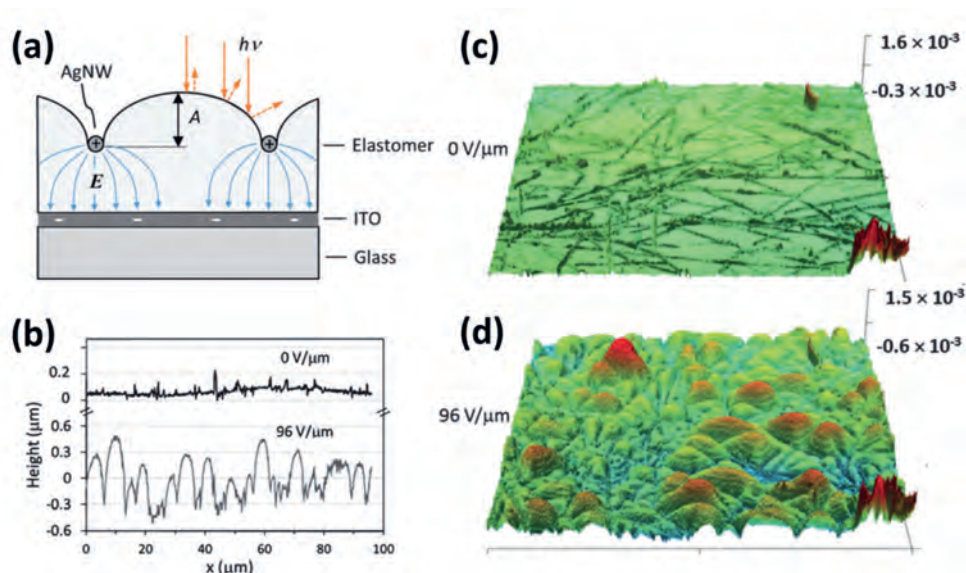 (a)
hν
AgNW
A
E
Elastomer
ITO
Glass
(b)
0 V/μm
0.2
0
96 V/μm
0.6
0.3
0
-0.3
-0.6
Height (μm)
0 20 40 60 80 100
x (μm)
(c)
1.6 × 10⁻³
-0.3 × 10⁻³
0 V/μm
(d)
1.5 × 10⁻³
-0.6 × 10⁻³
96 V/μm